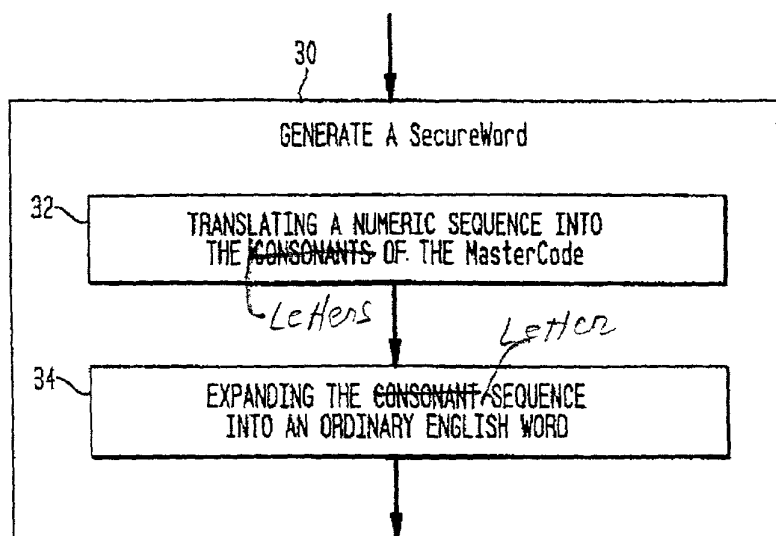 30
GENERATE A SecureWord
32
TRANSLATING A NUMERIC SEQUENCE INTO
THE CONSONANTS OF THE MasterCode
Letters
Letter
34
EXPANDING THE CONSONANT SEQUENCE
INTO AN ORDINARY ENGLISH WORD